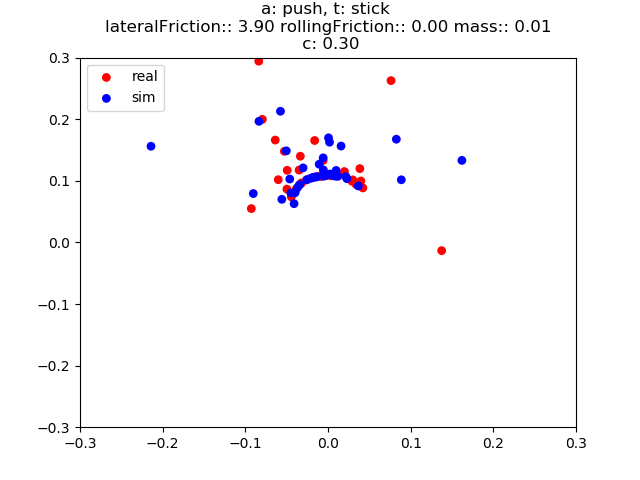 a: push, t: stick
lateralFriction:: 3.90 rollingFriction:: 0.00 mass:: 0.01
c: 0.30
real
sim
0.3
0.2
0.1
0.0
−0.1
−0.2
−0.3
−0.3 −0.2 −0.1 0.0 0.1 0.2 0.3